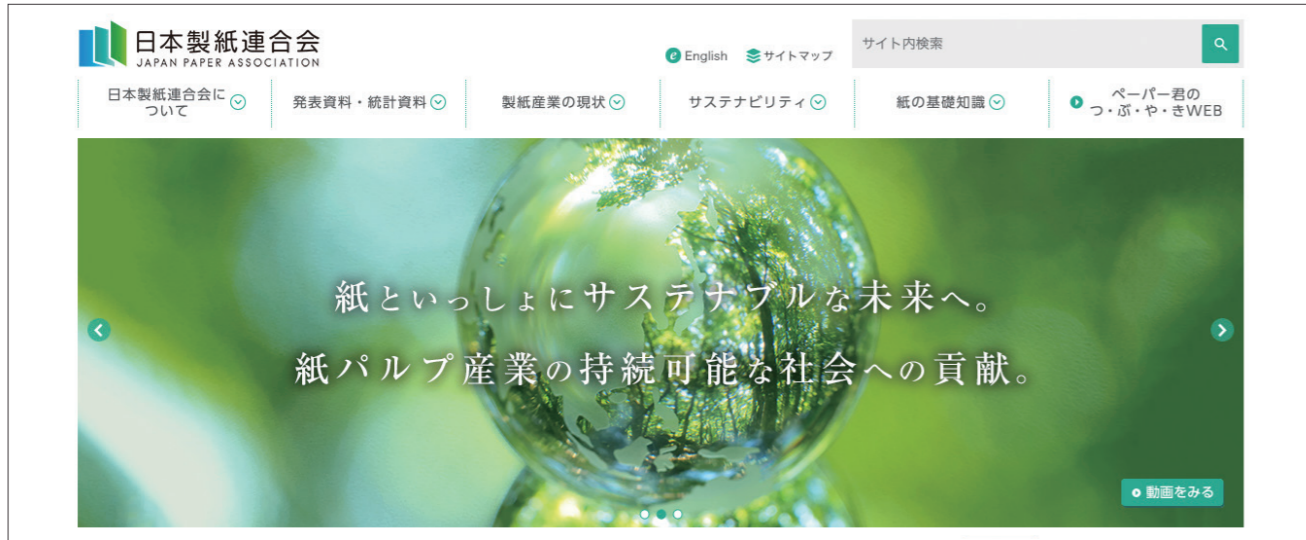 日本製紙連合会
JAPAN PAPER ASSOCIATION
English
サイトマップ
サイト内検索
日本製紙連合会に
ついて
発表資料・統計資料
製紙産業の現状
サステナビリティ
紙の基礎知識
ペーパー君の
つ・ぶ・や・きWEB
紙といっしょにサステナブルな未来へ。
紙パルプ産業の持続可能な社会への貢献。
動画をみる